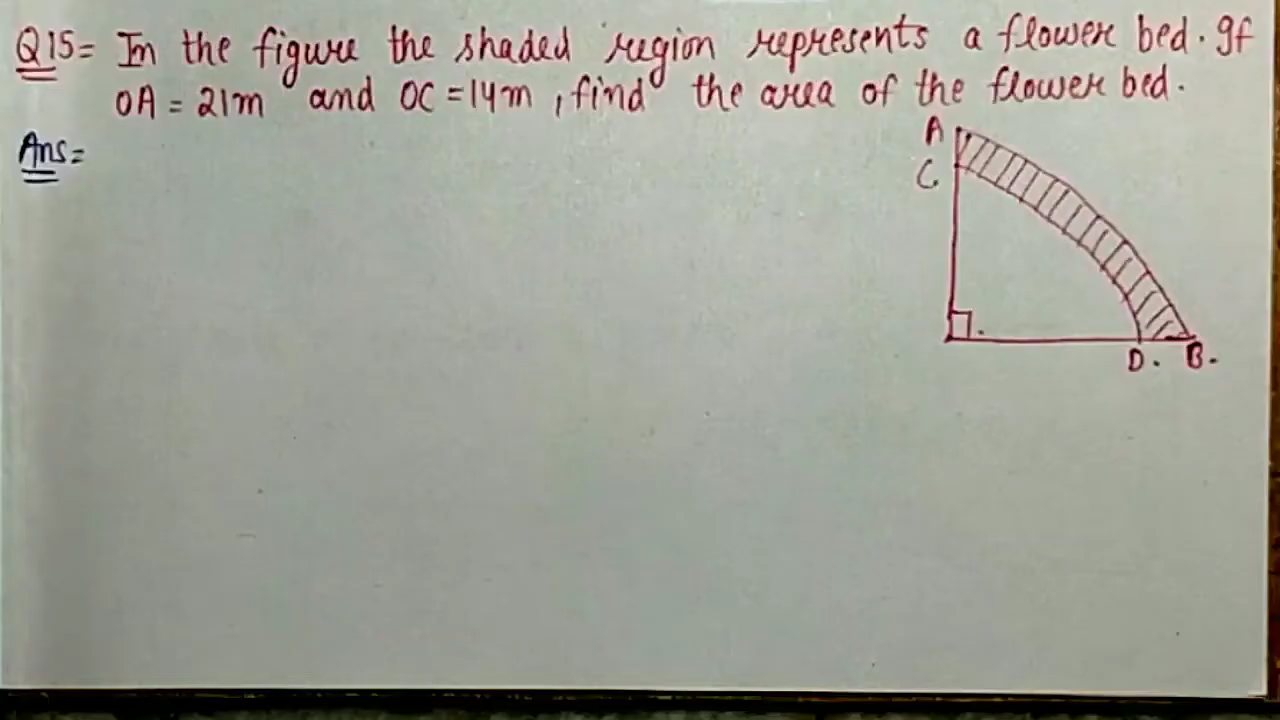 Q15= In the figure the shaded region represents a flower bed. If
OA = 21m and OC = 14m, find the area of the flower bed.
Ans=
A
C
D. B.